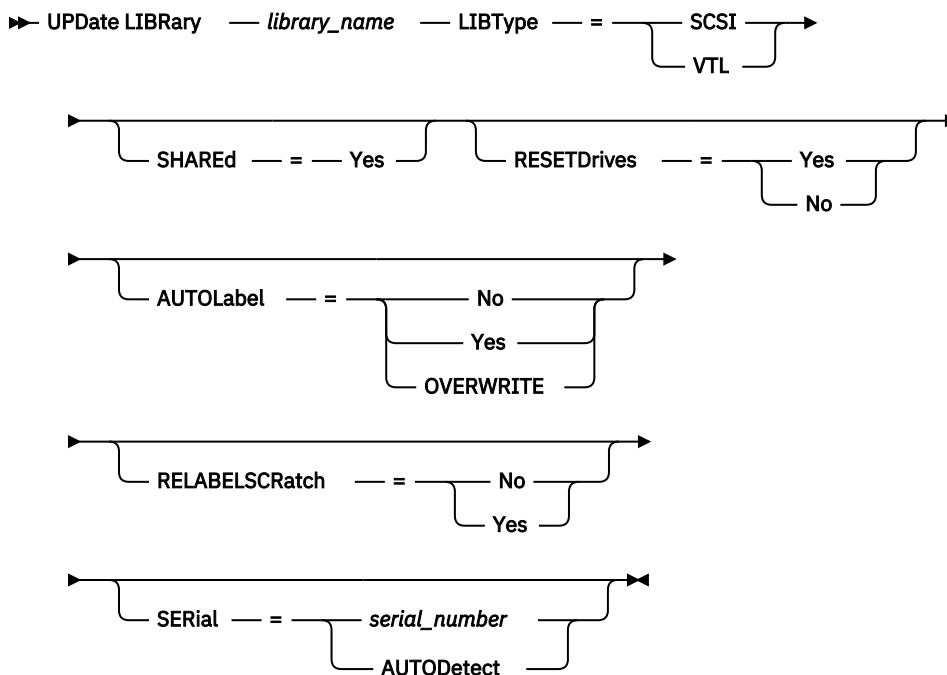 UPDate LIBRary library_name LIBType = SCSI
VTL
SHAREd = Yes RESETDrives = Yes
No
AUTOLabel = No
Yes
OVERWRITE
RELABELSCRatch = No
Yes
SERial = serial_number
AUTODetect